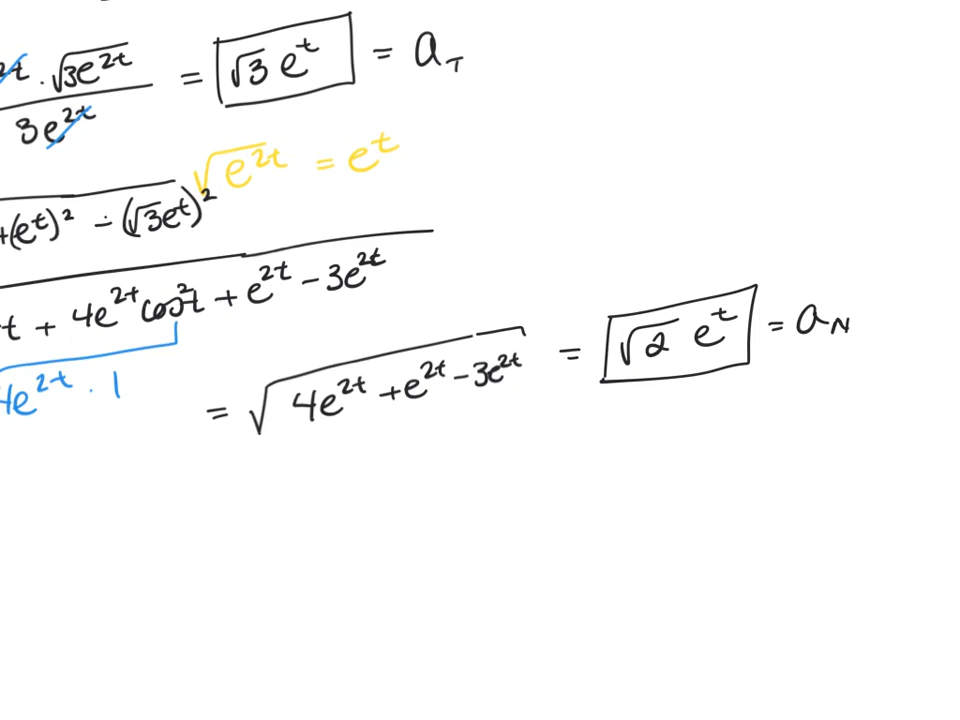 2t · √3e^2t / 3e^2t = √3 e^t = a_T
√e^2t = e^t
+(e^t)² - (√3e^t)²
t + 4e^2t cos²t + e^2t - 3e^2t
4e^2t · 1
= √4e^2t + e^2t - 3e^2t = √2 e^t = a_N